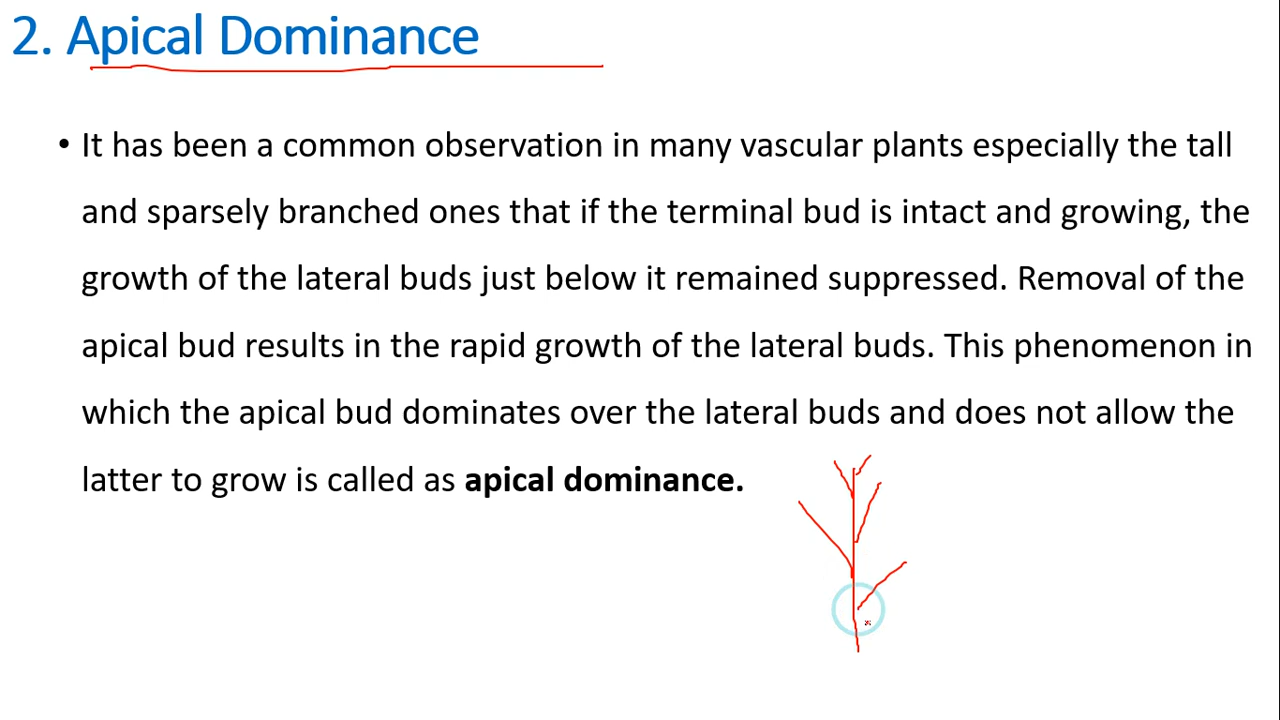 2. Apical Dominance
• It has been a common observation in many vascular plants especially the tall
and sparsely branched ones that if the terminal bud is intact and growing, the
growth of the lateral buds just below it remained suppressed. Removal of the
apical bud results in the rapid growth of the lateral buds. This phenomenon in
which the apical bud dominates over the lateral buds and does not allow the
latter to grow is called as apical dominance.